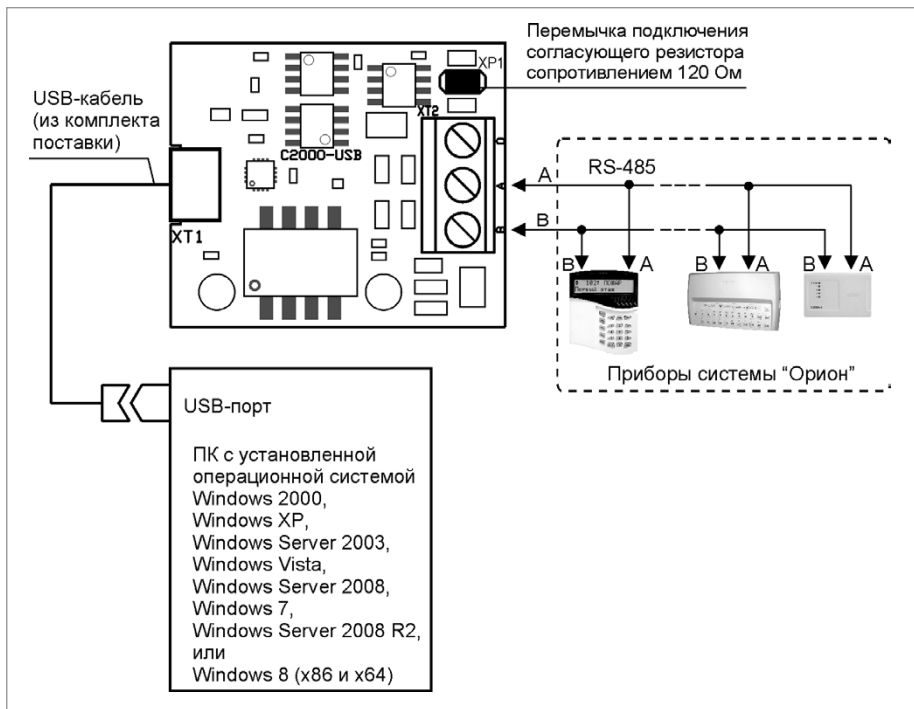 Перемычка подключения
согласующего резистора
сопротивлением 120 Ом
XP1
USB-кабель
(из комплекта
поставки)
XT2
C2000-USB
C
A
B
XT1
A
RS-485
B
B
A
B
A
B
A
Приборы системы “Орион”
USB-порт
ПК с установленной
операционной системой
Windows 2000,
Windows XP,
Windows Server 2003,
Windows Vista,
Windows Server 2008,
Windows 7,
Windows Server 2008 R2,
или
Windows 8 (x86 и x64)